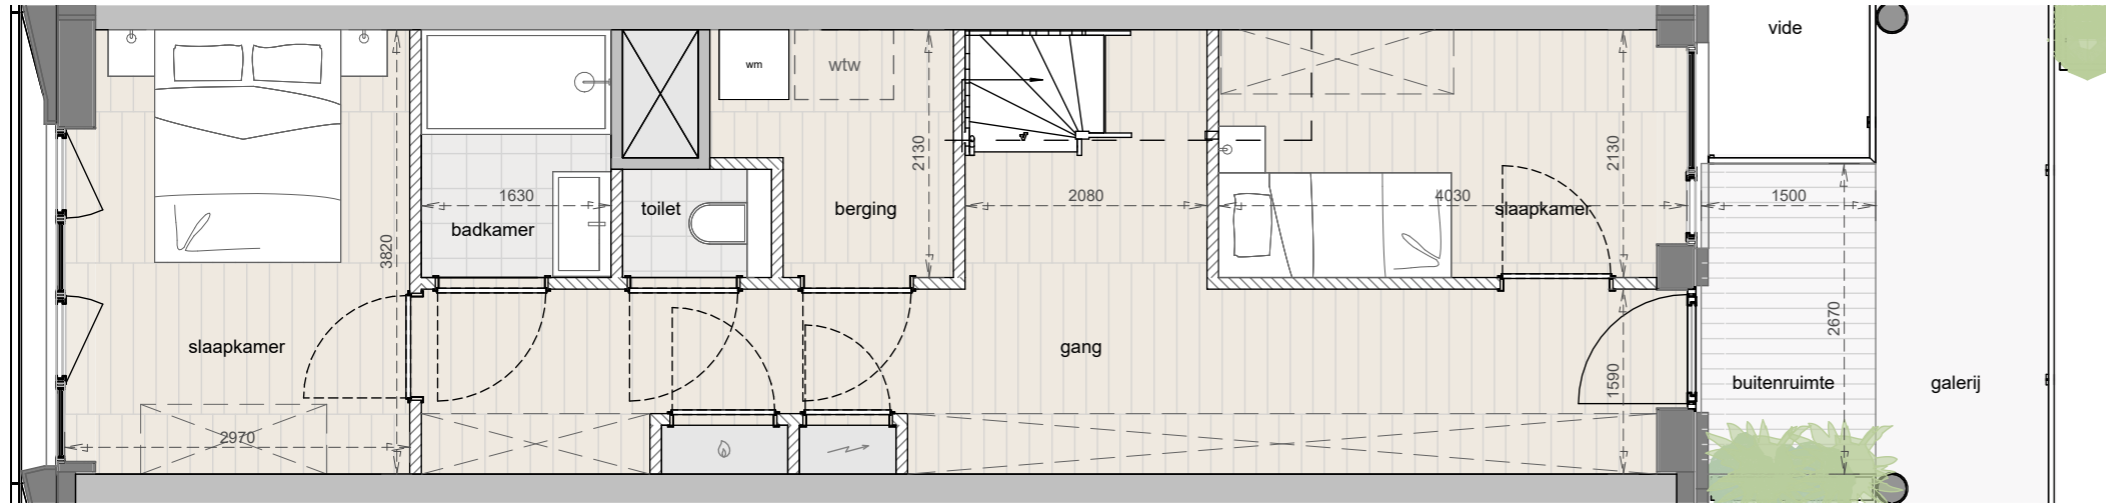 vide
wm
wtw
2130
2130
1630
toilet
berging
2080
4030
slaapkamer
1500
badkamer
3820
2670
slaapkamer
gang
buitenruimte
galerij
1590
2970